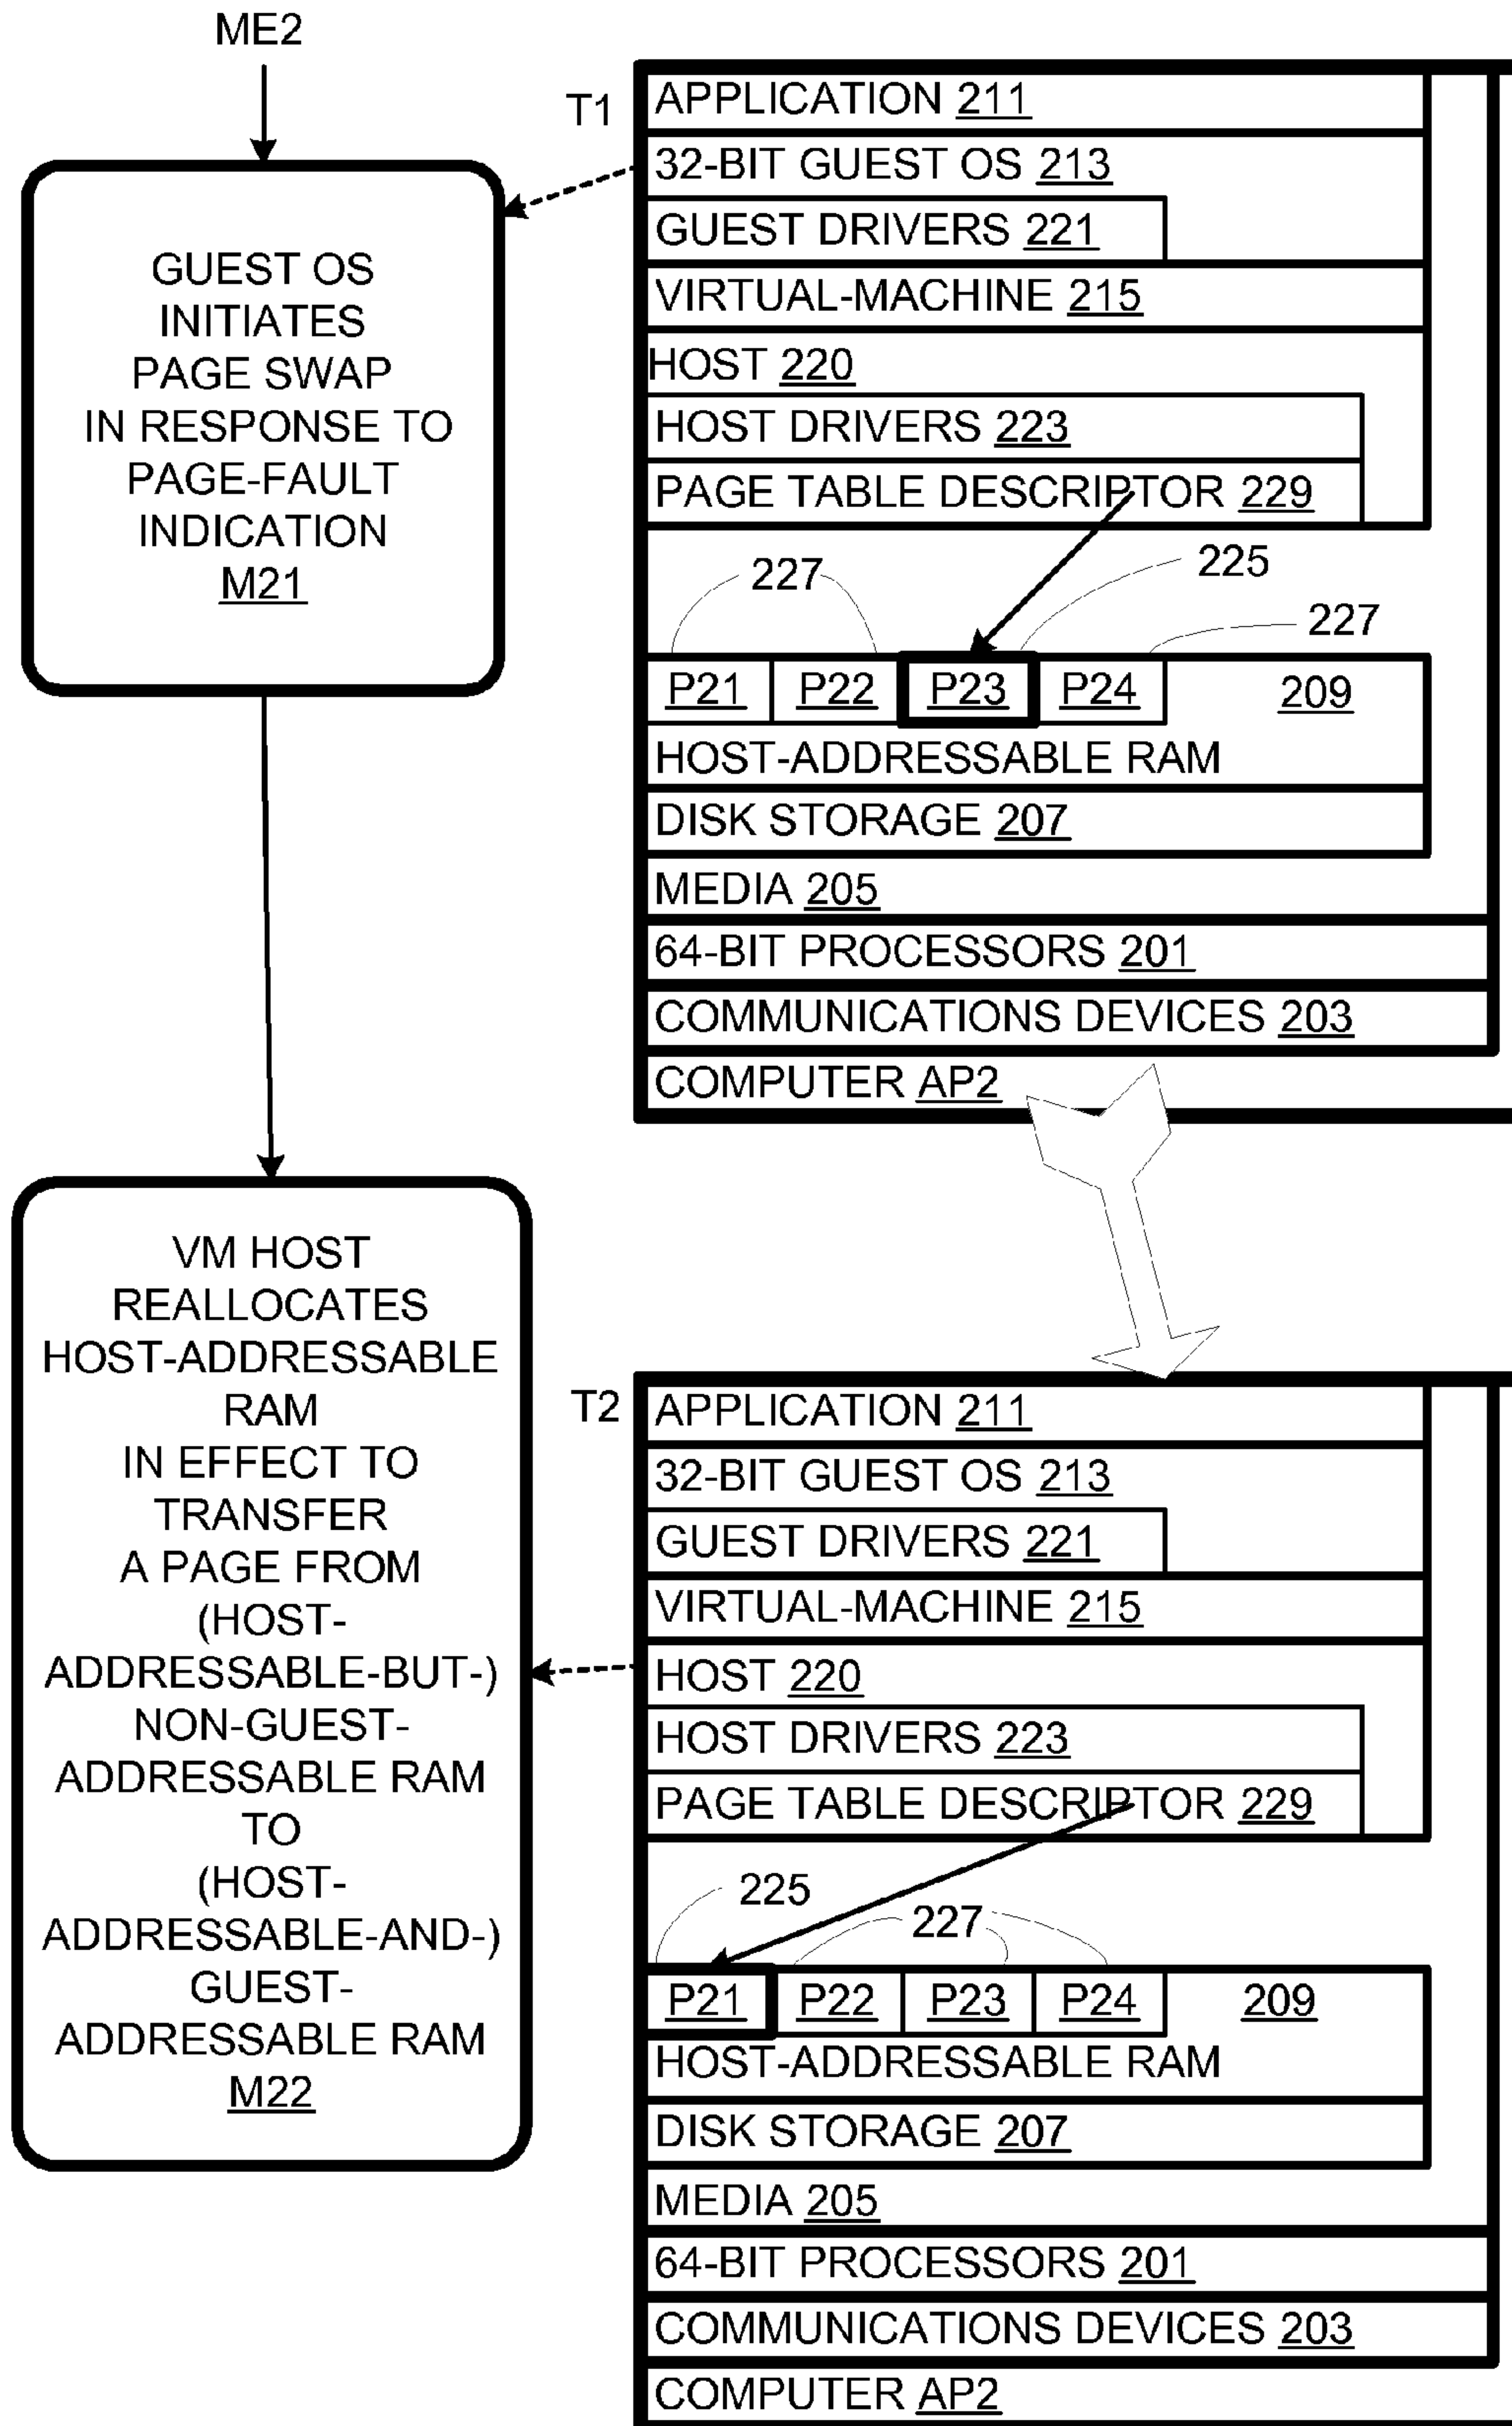 ME2
GUEST OS
INITIATES
PAGE SWAP
IN RESPONSE TO
PAGE-FAULT
INDICATION
M21
T1
APPLICATION 211
32-BIT GUEST OS 213
GUEST DRIVERS 221
VIRTUAL-MACHINE 215
HOST 220
HOST DRIVERS 223
PAGE TABLE DESCRIPTOR 229
227
225
227
P21 P22 P23 P24 209
HOST-ADDRESSABLE RAM
DISK STORAGE 207
MEDIA 205
64-BIT PROCESSORS 201
COMMUNICATIONS DEVICES 203
COMPUTER AP2
VM HOST
REALLOCATES
HOST-ADDRESSABLE
RAM
IN EFFECT TO
TRANSFER
A PAGE FROM
(HOST-
ADDRESSABLE-BUT-)
NON-GUEST-
ADDRESSABLE RAM
TO
(HOST-
ADDRESSABLE-AND-)
GUEST-
ADDRESSABLE RAM
M22
T2
APPLICATION 211
32-BIT GUEST OS 213
GUEST DRIVERS 221
VIRTUAL-MACHINE 215
HOST 220
HOST DRIVERS 223
PAGE TABLE DESCRIPTOR 229
225
227
P21 P22 P23 P24 209
HOST-ADDRESSABLE RAM
DISK STORAGE 207
MEDIA 205
64-BIT PROCESSORS 201
COMMUNICATIONS DEVICES 203
COMPUTER AP2